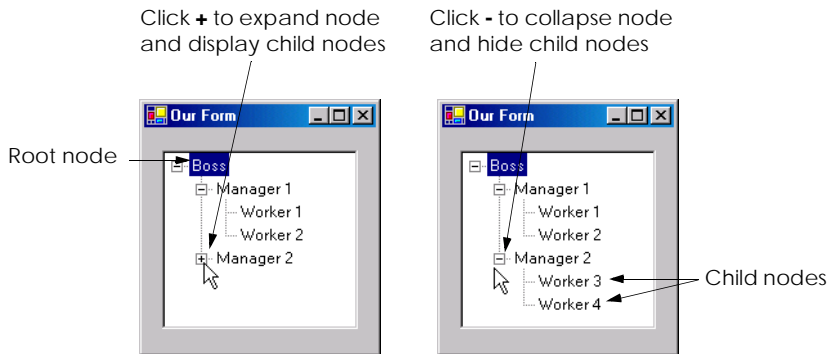 Click + to expand node
and display child nodes
Click - to collapse node
and hide child nodes
Our Form
Root node
Boss
Manager 1
Worker 1
Worker 2
Manager 2
Our Form
Boss
Manager 1
Worker 1
Worker 2
Manager 2
Worker 3
Worker 4
Child nodes